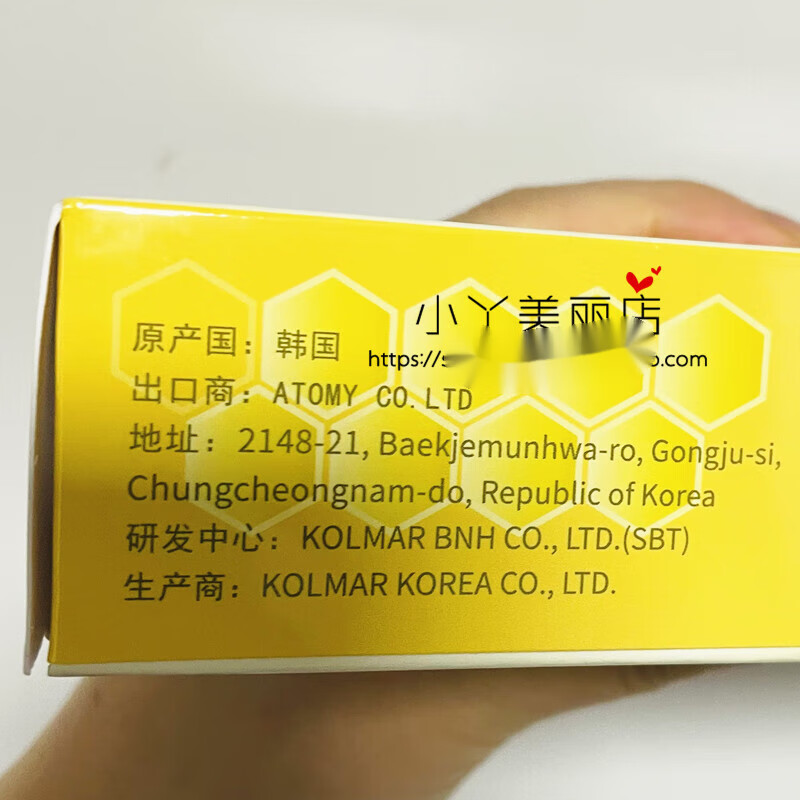 小丫美丽店
原产国：韩国
出口商：ATOMY CO.LTD
地址：2148-21, Baekjemunhwa-ro, Gongju-si,
Chungcheongnam-do, Republic of Korea
研发中心：KOLMAR BNH CO., LTD.(SBT)
生产商：KOLMAR KOREA CO., LTD.